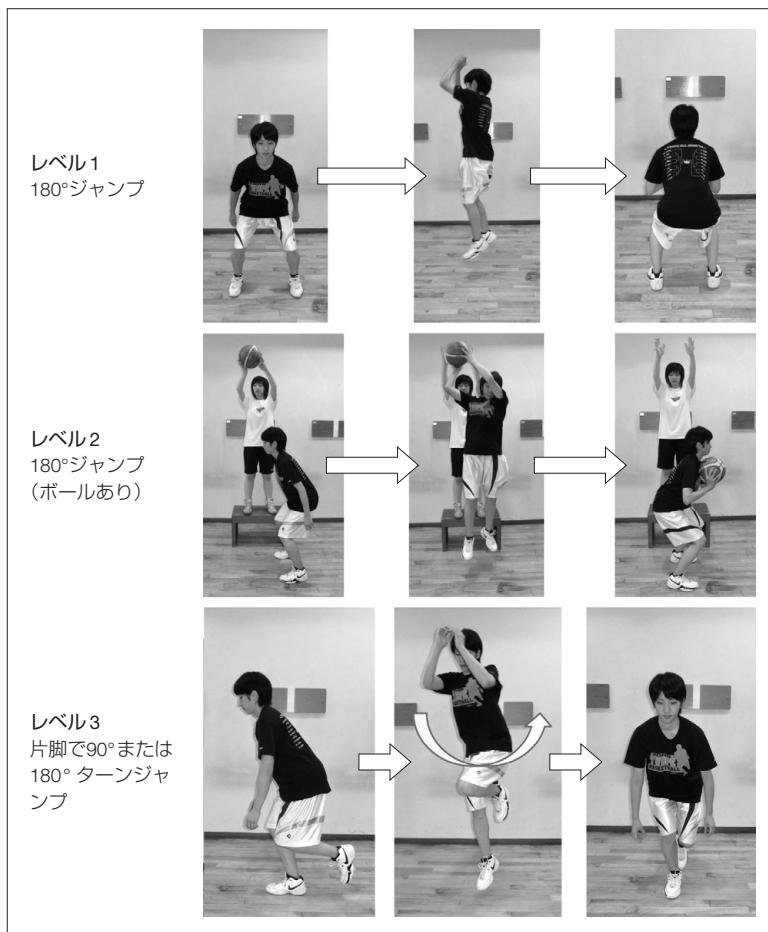 レベル 1
180°ジャンプ
レベル 2
180°ジャンプ
（ボールあり）
レベル 3
片脚で90°または
180° ターンジャ
ンプ
BASKETBALL